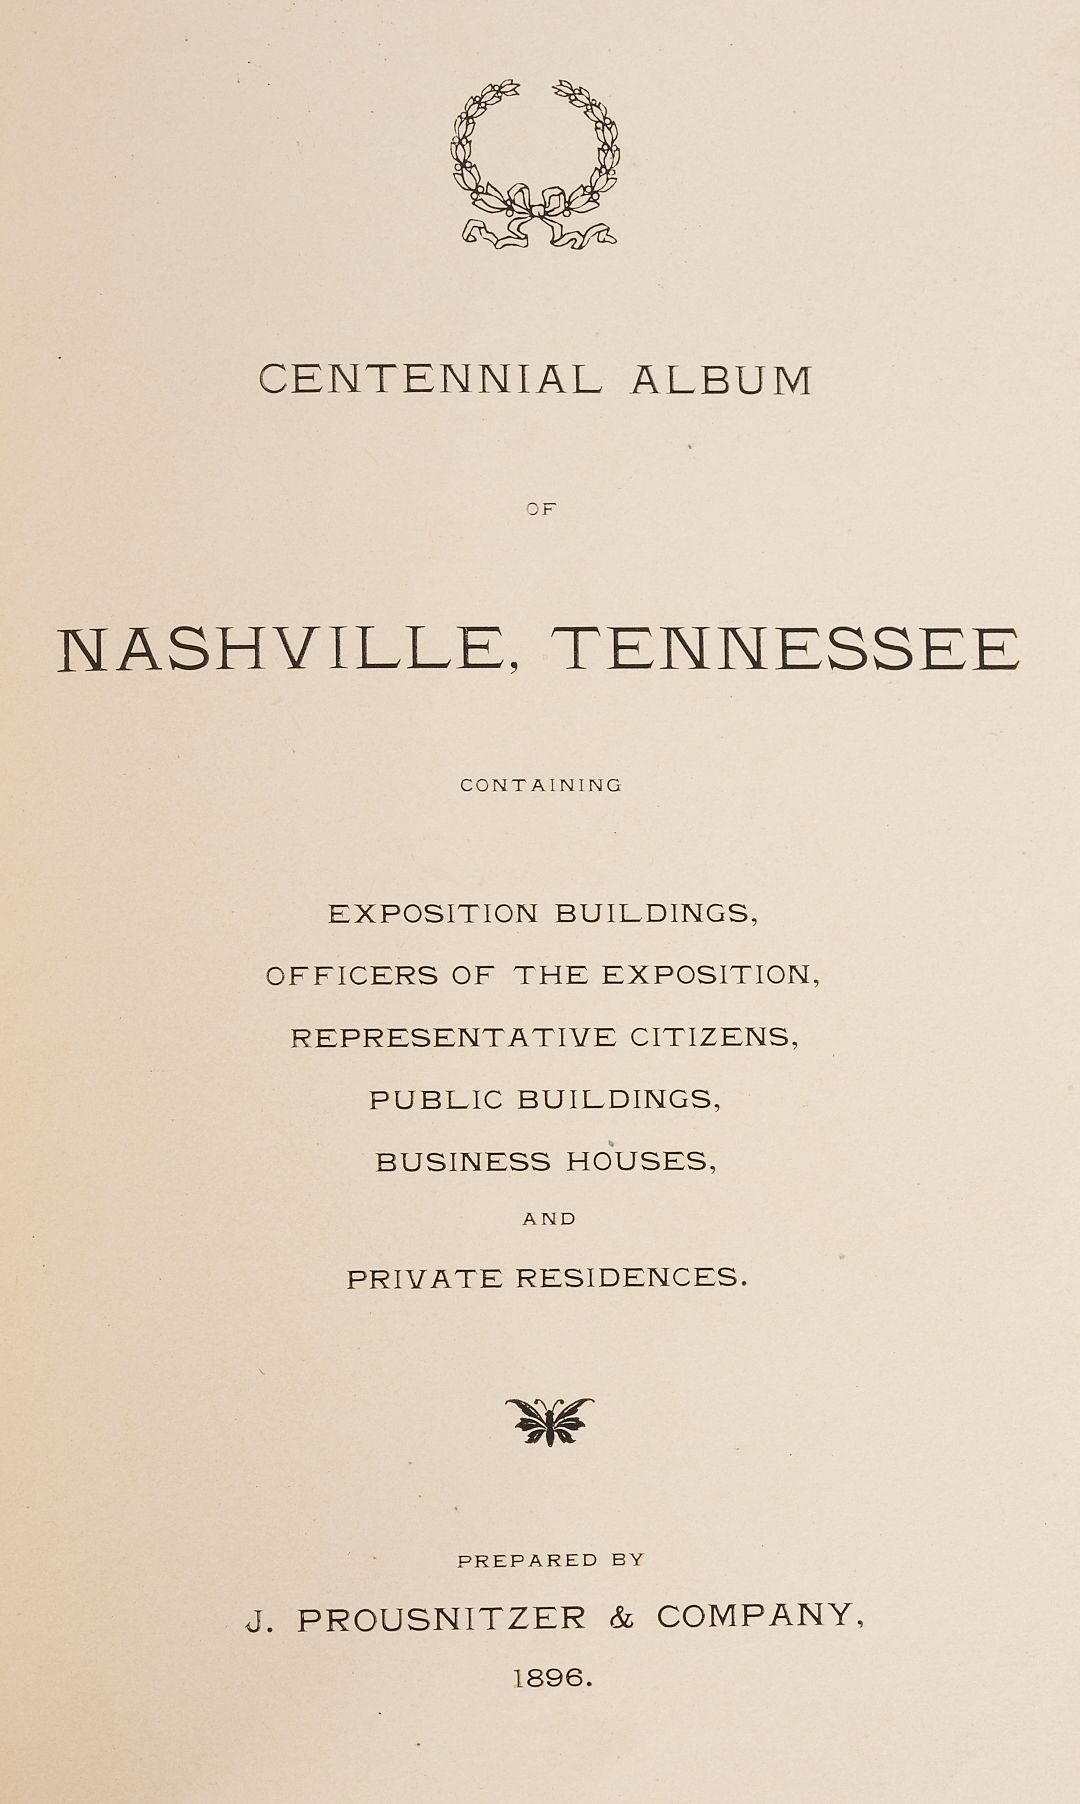 CENTENNIAL ALBUM
OF
NASHVILLE, TENNESSEE
CONTAINING
EXPOSITION BUILDINGS,
OFFICERS OF THE EXPOSITION,
REPRESENTATIVE CITIZENS,
PUBLIC BUILDINGS,
BUSINESS HOUSES,
AND
PRIVATE RESIDENCES.
PREPARED BY
J. PROUSNITZER & COMPANY,
1896.